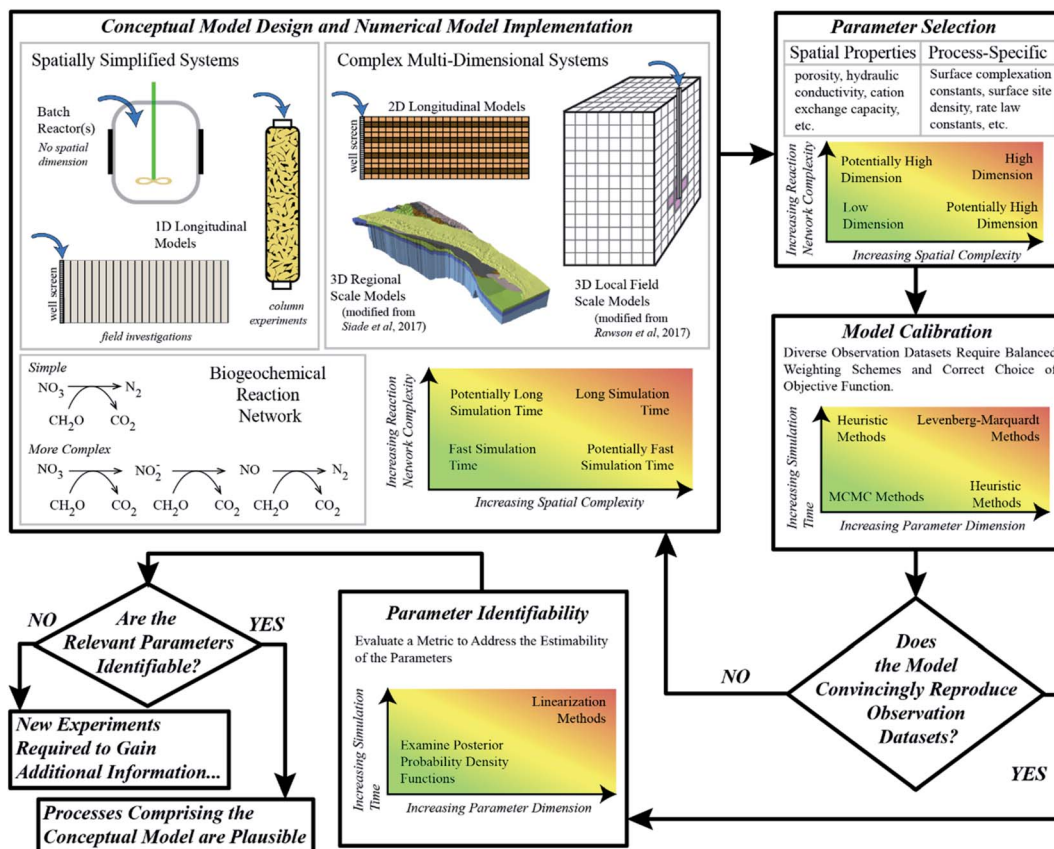 Conceptual Model Design and Numerical Model Implementation
Spatially Simplified Systems
Batch
Reactor(s)
No spatial
dimension
1D Longitudinal
Models
well screen
field investigations
column
experiments
Complex Multi-Dimensional Systems
2D Longitudinal Models
well screen
3D Regional
Scale Models
(modified from
Siade et al, 2017)
3D Local Field
Scale Models
(modified from
Rawson et al, 2017)
Simple
NO3 N2
CH2O CO2
Biogeochemical
Reaction
Network
More Complex
NO3 NO2- NO N2
CH2O CO2 CH2O CO2 CH2O CO2
Increasing Reaction
Network Complexity
Potentially Long
Simulation Time
Long Simulation
Time
Fast Simulation
Time
Potentially Fast
Simulation Time
Increasing Spatial Complexity
Parameter Selection
Spatial Properties
porosity, hydraulic
conductivity, cation
exchange capacity,
etc.
Process-Specific
Surface complexation
constants, surface site
density, rate law
constants, etc.
Increasing Reaction
Network Complexity
Potentially High
Dimension
High
Dimension
Low
Dimension
Potentially High
Dimension
Increasing Spatial Complexity
Model Calibration
Diverse Observation Datasets Require Balanced
Weighting Schemes and Correct Choice of
Objective Function.
Increasing Simulation
Time
Heuristic
Methods
Levenberg-Marquardt
Methods
MCMC Methods
Heuristic
Methods
Increasing Parameter Dimension
Does
the Model
Convincingly Reproduce
Observation
Datasets?
NO
YES
Parameter Identifiability
Evaluate a Metric to Address the Estimability
of the Parameters
Increasing Simulation
Time
Linearization
Methods
Examine Posterior
Probability Density
Functions
Increasing Parameter Dimension
Are the
Relevant Parameters
Identifiable?
NO
YES
New Experiments
Required to Gain
Additional Information...
Processes Comprising the
Conceptual Model are Plausible